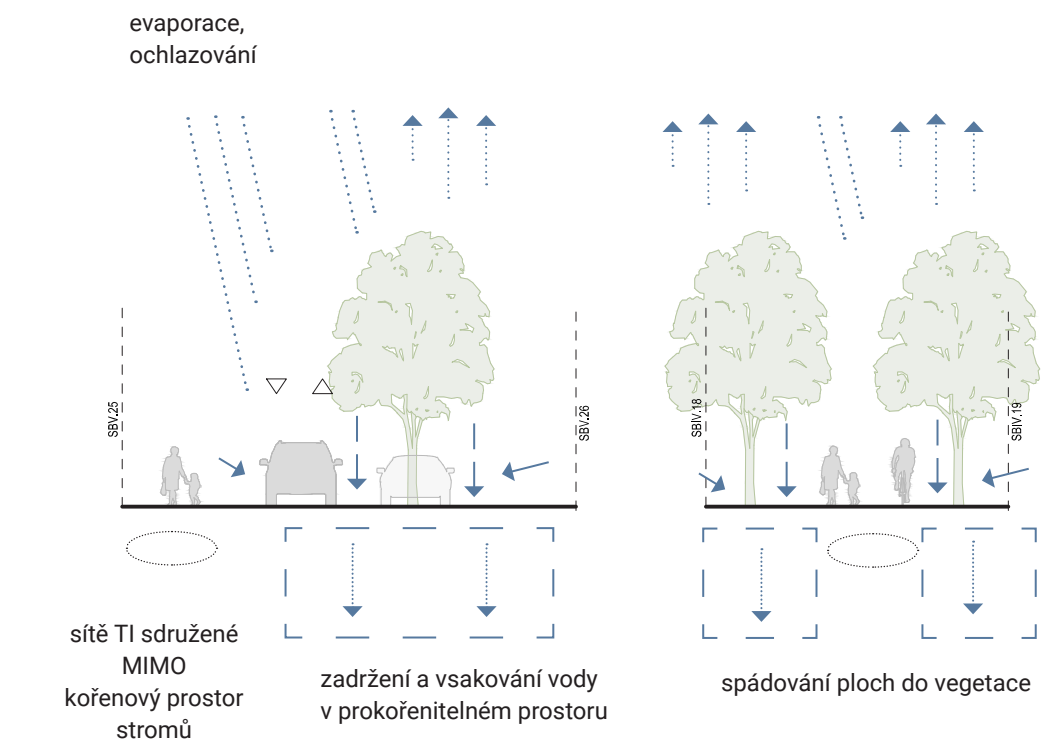 evaporace,
ochlazování
SBV.25
SBV.26
SBIV.18
SBIV.19
sítě TI sdružené
MIMO
kořenový prostor
stromů
zadržení a vsakování vody
v prokořenitelném prostoru
spádování ploch do vegetace